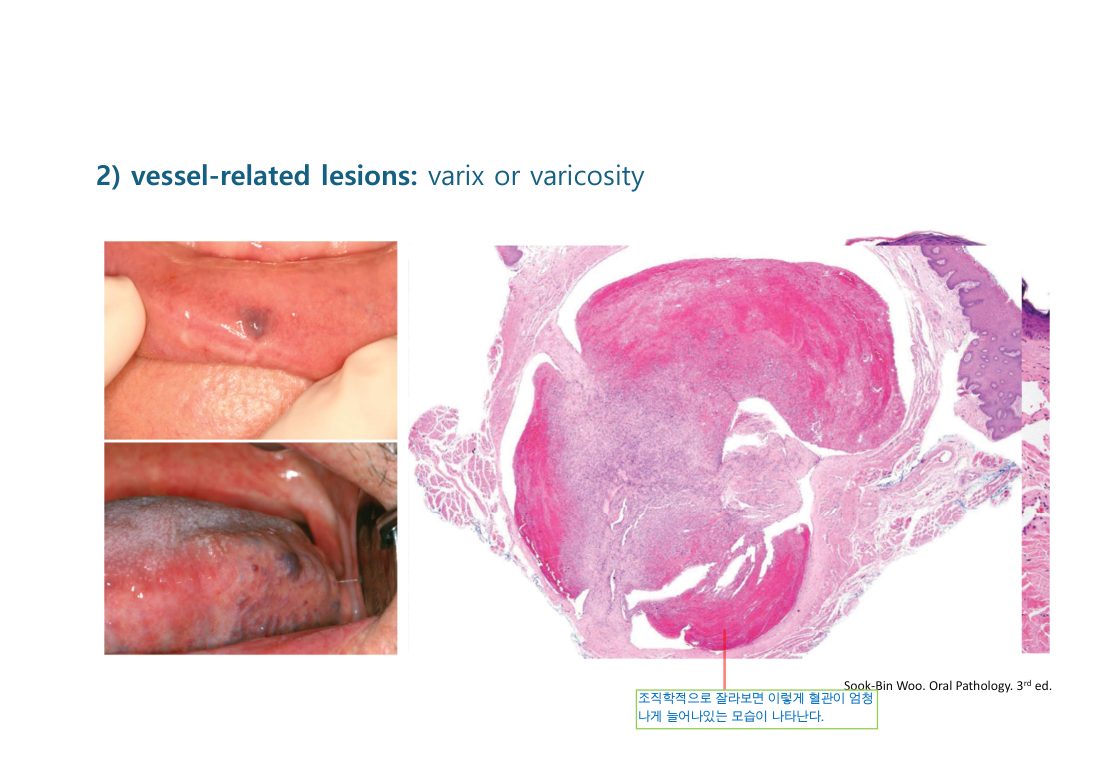 2) vessel-related lesions: varix or varicosity
Sook-Bin Woo. Oral Pathology. 3rd ed.
조직학적으로 잘라보면 이렇게 혈관이 엄청
나게 늘어나있는 모습이 나타난다.